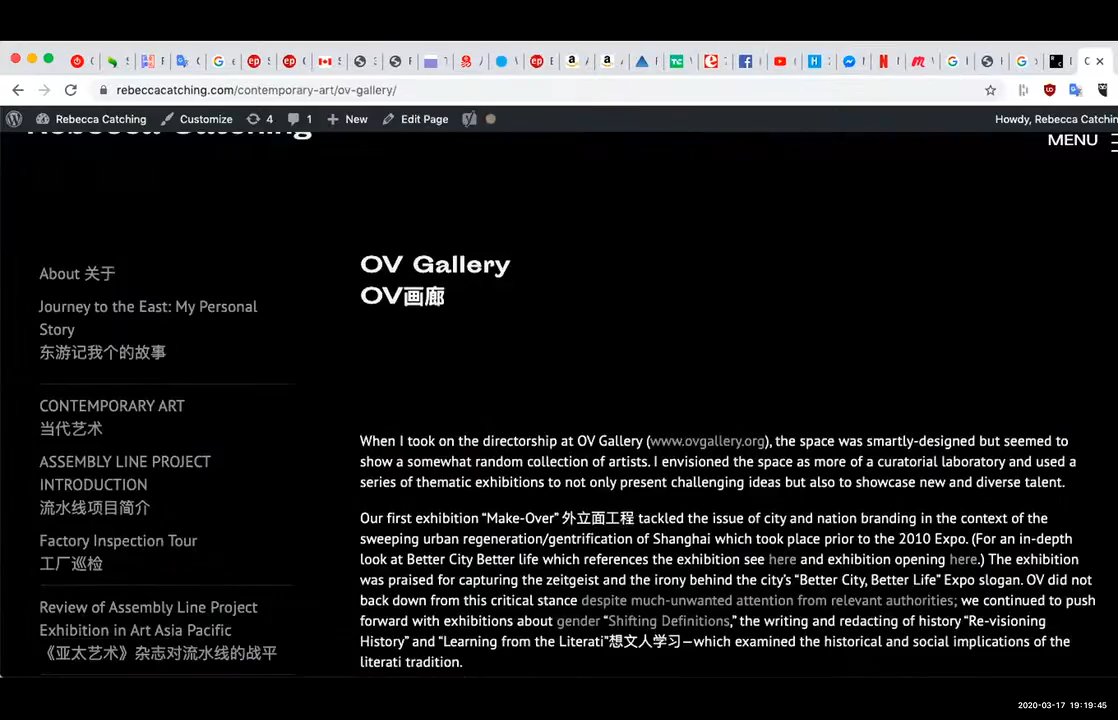 rebeccacatching.com/contemporary-art/ov-gallery/
Rebecca Catching
Customize
4
1
New
Edit Page
Howdy, Rebecca Catchin
Rebecca Catching
MENU
About 关于
Journey to the East: My Personal
Story
东游记我个的故事
CONTEMPORARY ART
当代艺术
ASSEMBLY LINE PROJECT
INTRODUCTION
流水线项目简介
Factory Inspection Tour
工厂巡检
Review of Assembly Line Project
Exhibition in Art Asia Pacific
《亚太艺术》杂志对流水线的战平
OV Gallery
OV画廊
When I took on the directorship at OV Gallery (www.ovgallery.org), the space was smartly-designed but seemed to
show a somewhat random collection of artists. I envisioned the space as more of a curatorial laboratory and used a
series of thematic exhibitions to not only present challenging ideas but also to showcase new and diverse talent.
Our first exhibition “Make-Over” 外立面工程 tackled the issue of city and nation branding in the context of the
sweeping urban regeneration/gentrification of Shanghai which took place prior to the 2010 Expo. (For an in-depth
look at Better City Better life which references the exhibition see here and exhibition opening here.) The exhibition
was praised for capturing the zeitgeist and the irony behind the city’s “Better City, Better Life” Expo slogan. OV did not
back down from this critical stance despite much-unwanted attention from relevant authorities; we continued to push
forward with exhibitions about gender “Shifting Definitions,” the writing and redacting of history “Re-visioning
History” and “Learning from the Literati”想文人学习—which examined the historical and social implications of the
literati tradition.
2020-03-17 19:19:45